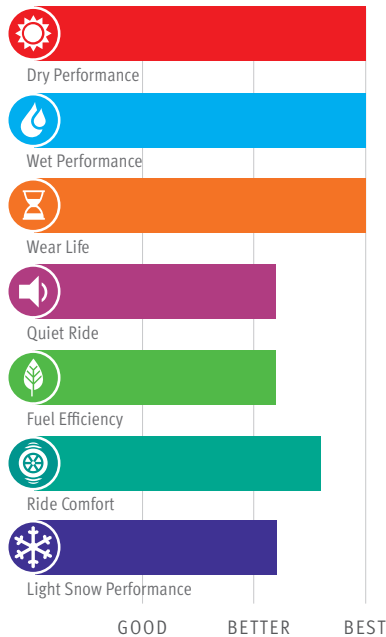 Dry Performance
Wet Performance
Wear Life
Quiet Ride
Fuel Efficiency
Ride Comfort
Light Snow Performance
GOOD BETTER BEST